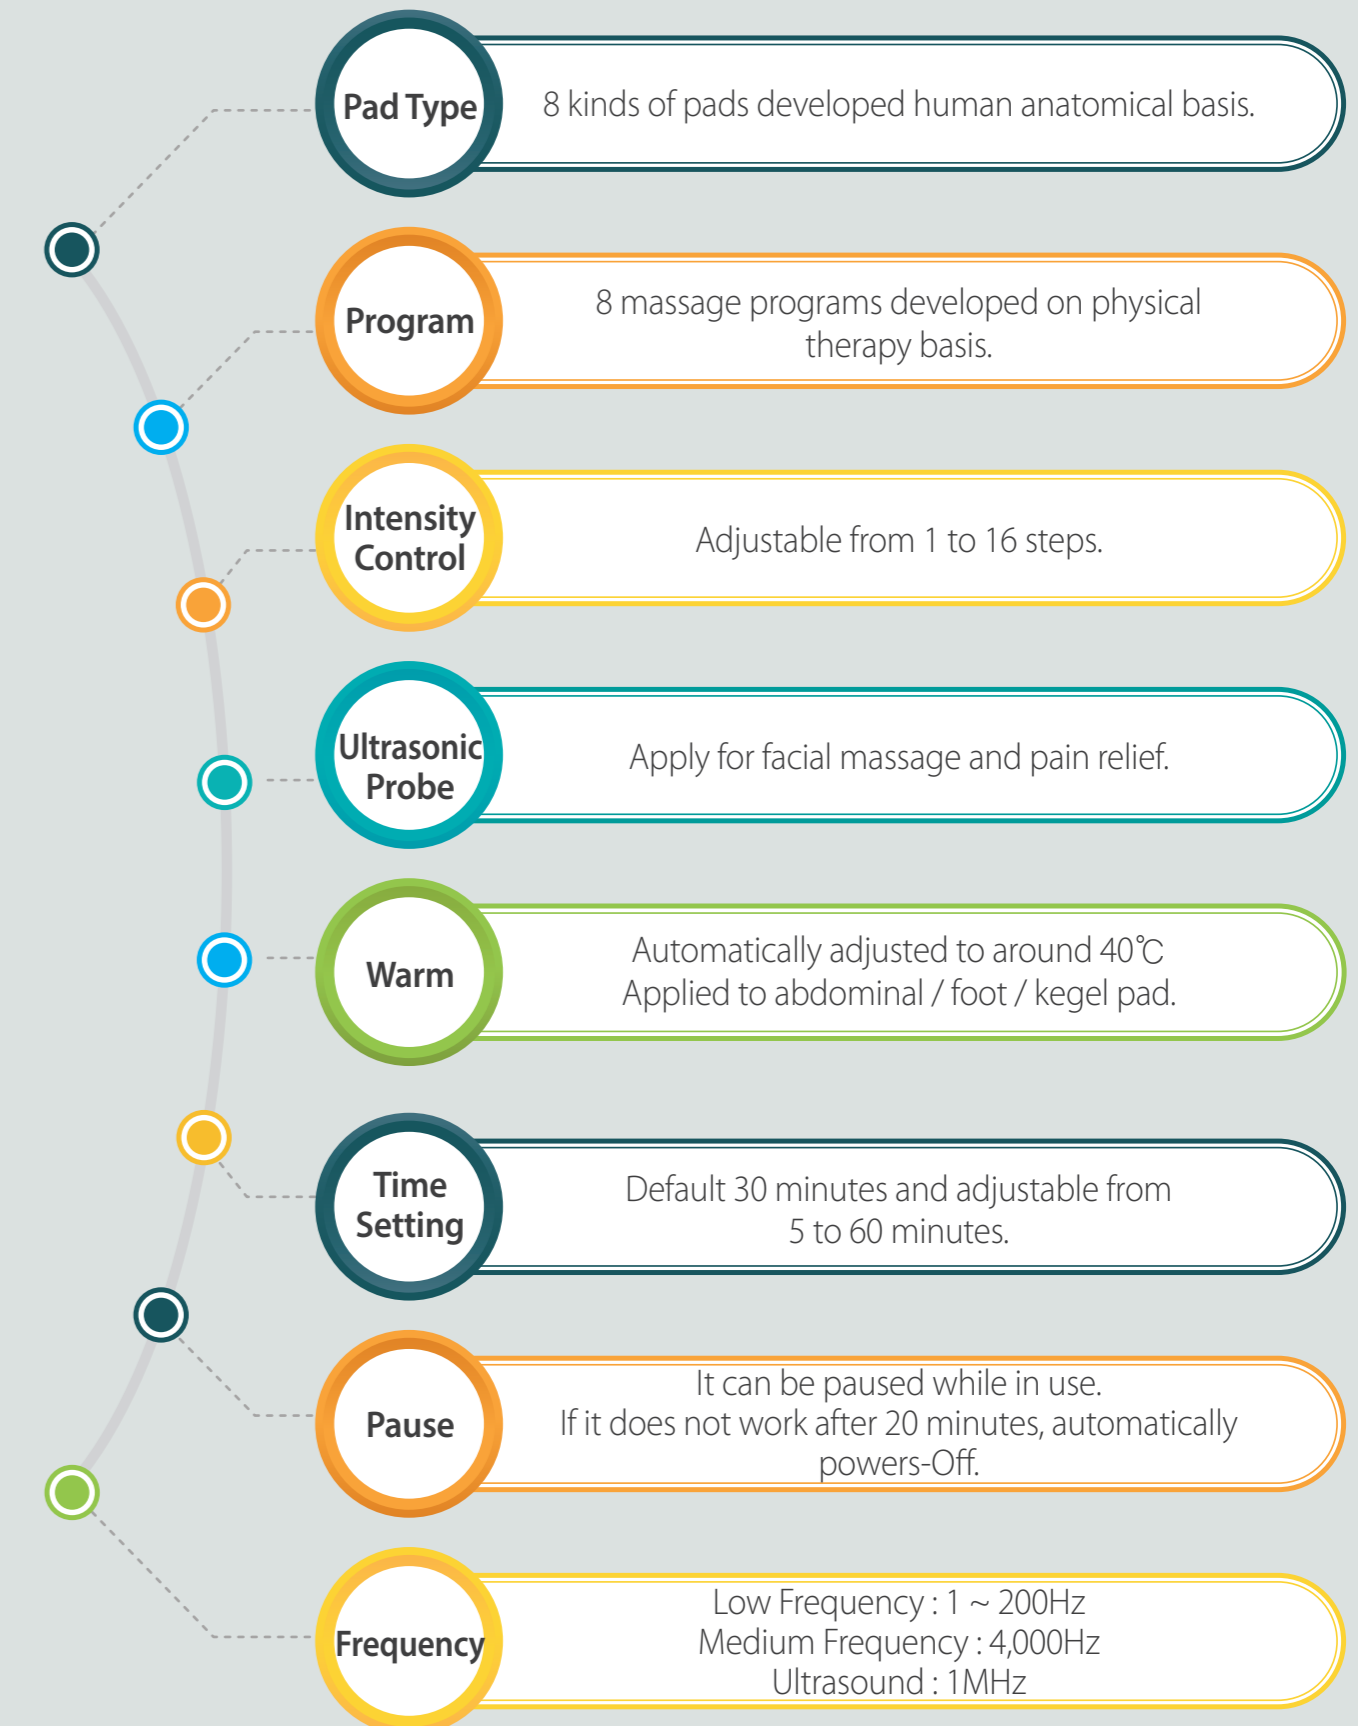 Pad Type
8 kinds of pads developed human anatomical basis.
Program
8 massage programs developed on physical
therapy basis.
Intensity
Control
Adjustable from 1 to 16 steps.
Ultrasonic
Probe
Apply for facial massage and pain relief.
Warm
Automatically adjusted to around 40℃
Applied to abdominal / foot / kegel pad.
Time
Setting
Default 30 minutes and adjustable from
5 to 60 minutes.
Pause
It can be paused while in use.
If it does not work after 20 minutes, automatically
powers-Off.
Frequency
Low Frequency : 1 ~ 200Hz
Medium Frequency : 4,000Hz
Ultrasound : 1MHz